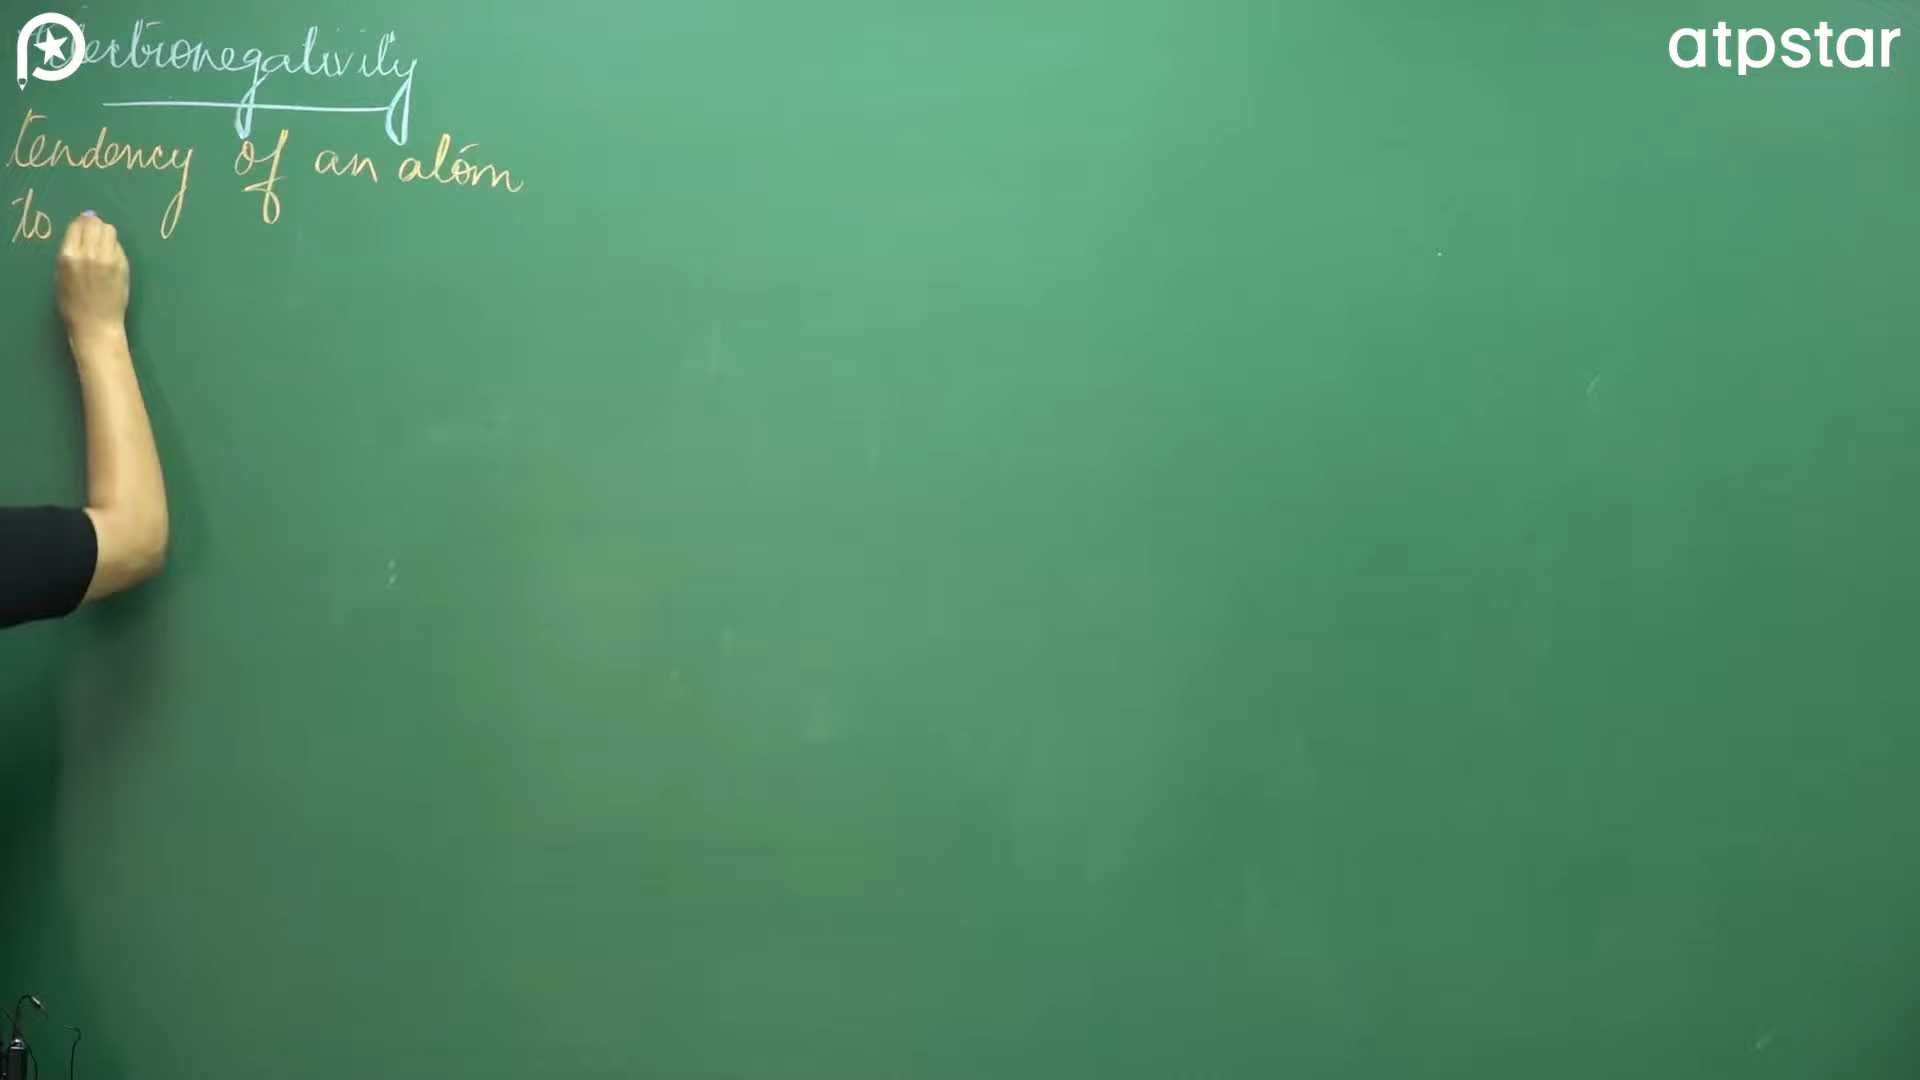 Electronegativity
atpstar
tendency of an atom
to